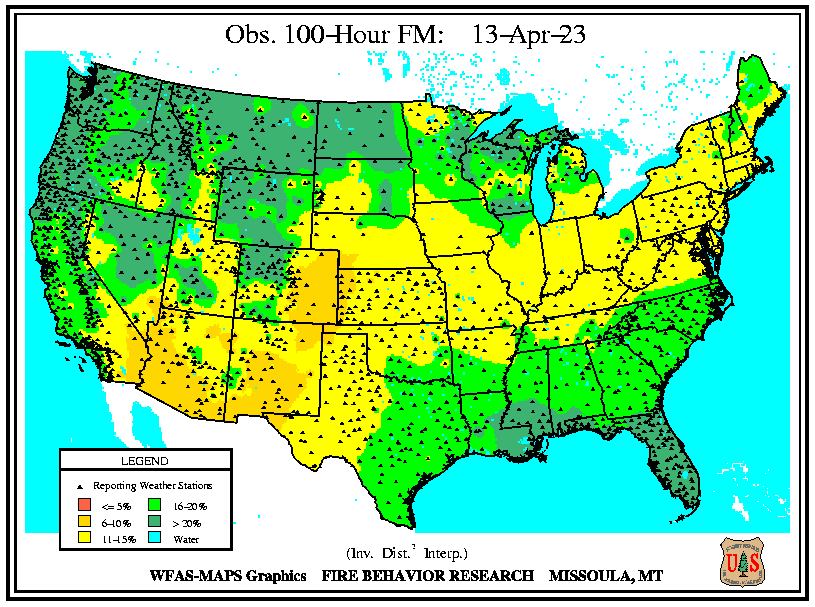 Obs. 100-Hour FM: 13-Apr-23
LEGEND
Reporting Weather Stations
<= 5% 16-20%
6-10% > 20%
11-15% Water
(Inv. Dist.² Interp.)
WFAS-MAPS Graphics FIRE BEHAVIOR RESEARCH MISSOULA, MT
U S